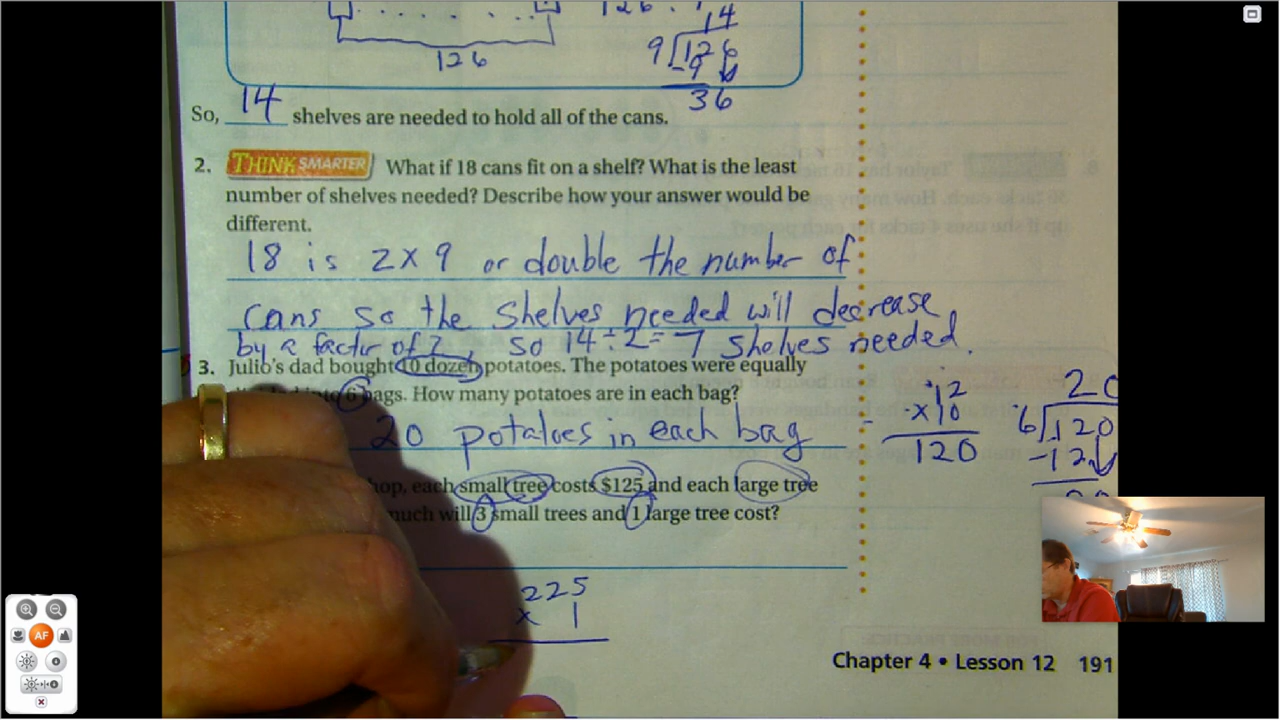 126
14
9 126
-9
36
So, 14 shelves are needed to hold all of the cans.
2. THINK SMARTER What if 18 cans fit on a shelf? What is the least
number of shelves needed? Describe how your answer would be
different.
18 is 2x9 or double the number of
cans so the shelves needed will decrease
by a factor of 2, so 14÷2=7 shelves needed.
3. Julio's dad bought 10 dozen potatoes. The potatoes were equally
6 bags. How many potatoes are in each bag?
20 potatoes in each bag
12
x10
120
20
6 120
-12
each small tree costs $125 and each large tree
much will 3 small trees and 1 large tree cost?
225
x 1
AF
Chapter 4 • Lesson 12 191